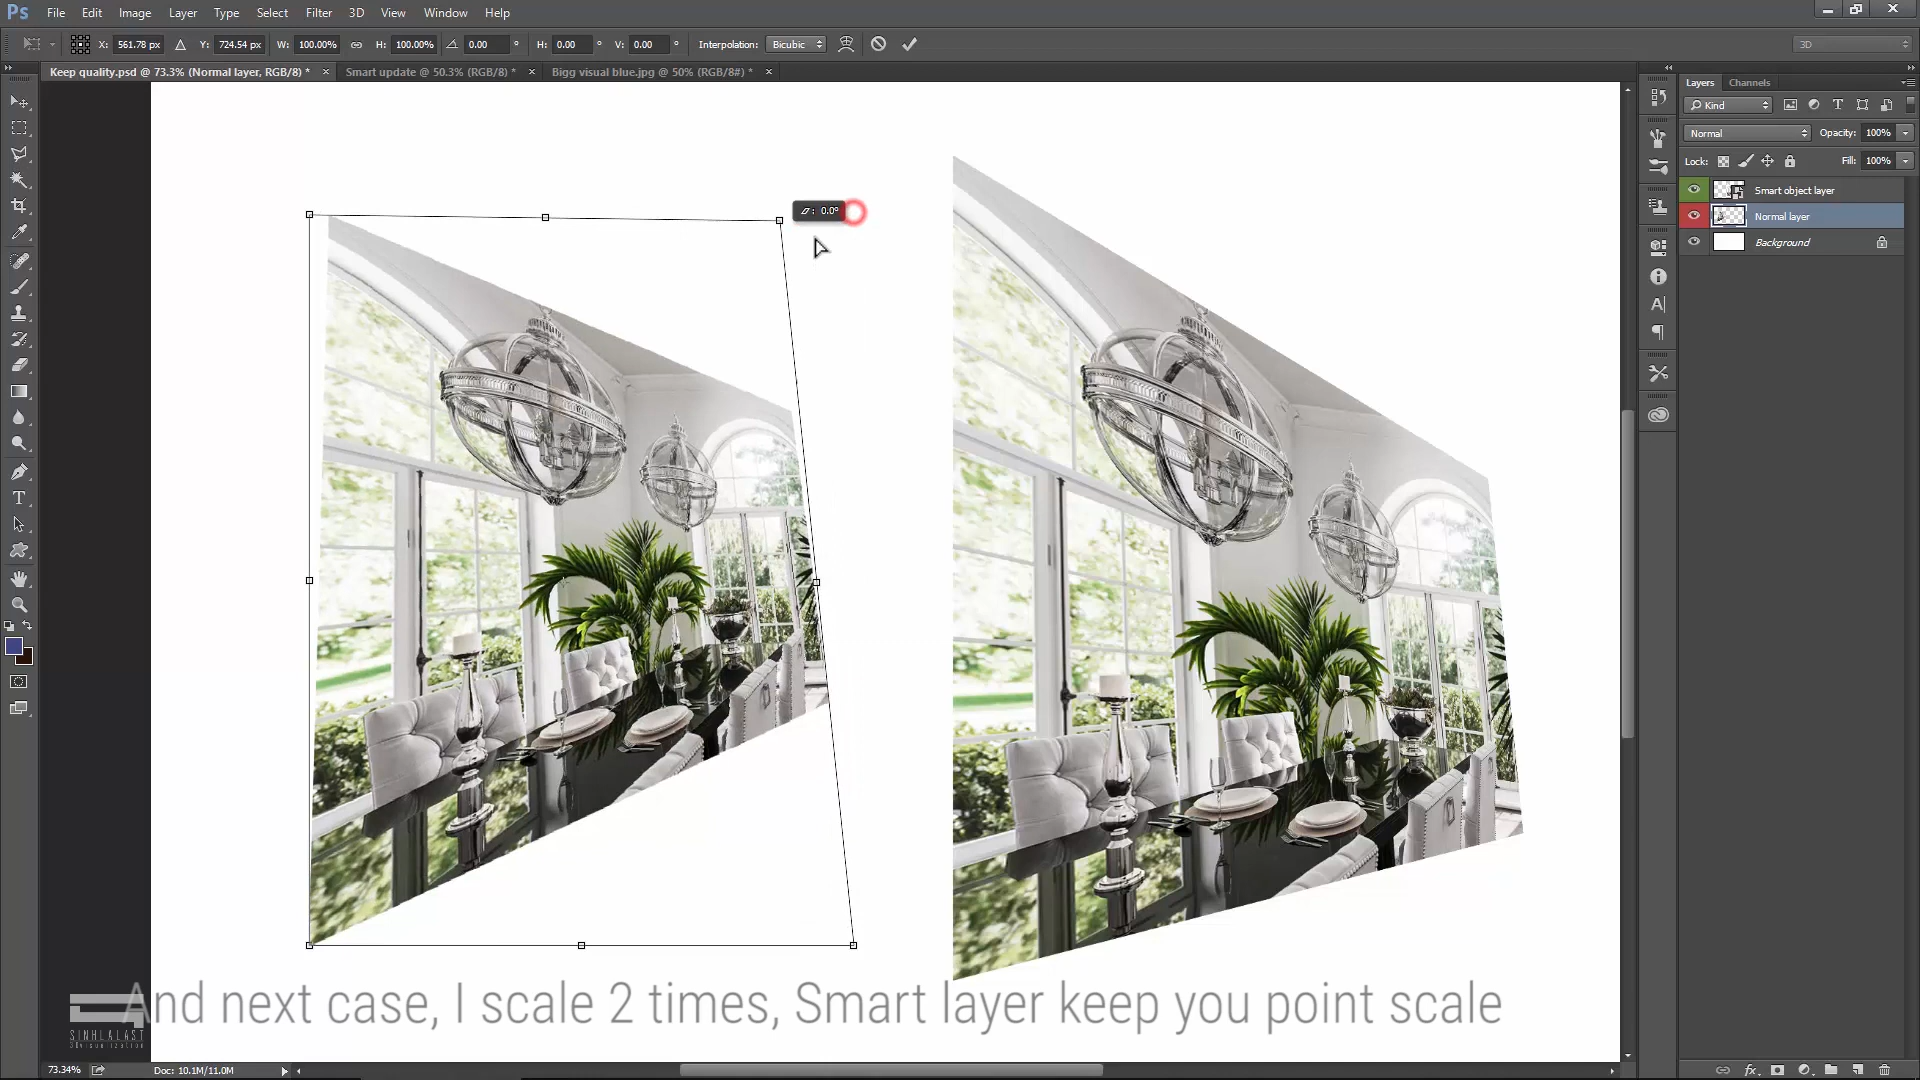 Ps File Edit Image Layer Type Select Filter 3D View Window Help
X: 561.78 px Y: 724.54 px W: 100.00% H: 100.00% 0.00 ° H: 0.00 ° V: 0.00 ° Interpolation: Bicubic 3D
Keep quality.psd @ 73.3% (Normal layer, RGB/8) * × Smart update @ 50.3% (RGB/8) * × Bigg visual blue.jpg @ 50% (RGB/8#) * ×
Layers Channels
Kind
Normal Opacity: 100%
Lock: Fill: 100%
Smart object layer
Normal layer
Background
: 0.0°
And next case, I scale 2 times, Smart layer keep you point scale
SINHLALAST
3Dvisualization
73.34% Doc: 10.1M/11.0M